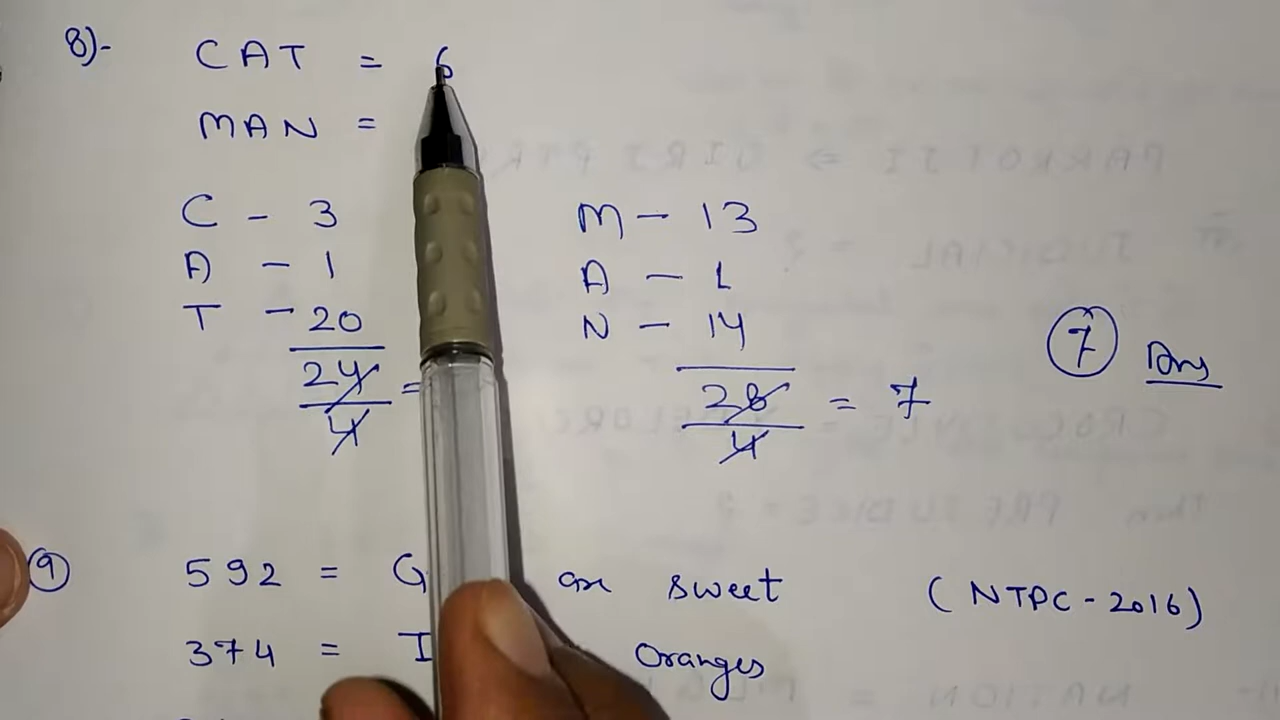 8)- CAT = 6
MAN =
C - 3 M - 13
A - 1 A - 1
T - 20 N - 14
24 = 28 = 7
4 4
7 Ans
9 592 = G are sweet (NTPC-2016)
374 = I Oranges